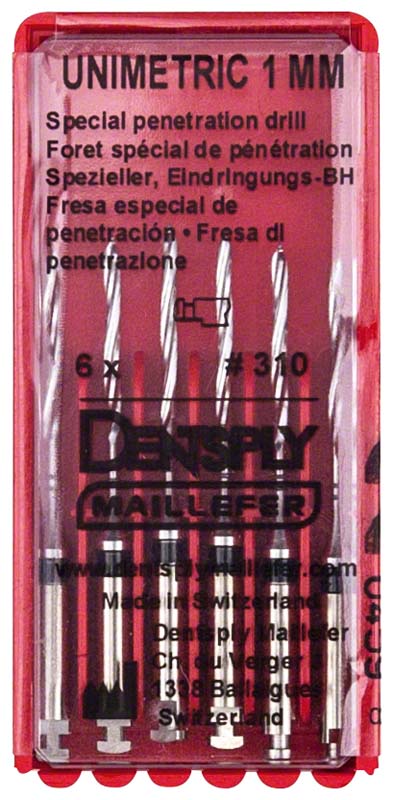 UNIMETRIC 1 MM
Special penetration drill
Foret spécial de pénétration
Spezieller, Eindringungs-BH
Fresa especial de
penetración • Fresa di
penetrazione
6 x # 310
DENTSPLY
MAILLEFER
www.dentsplymaillefer.com
Made in Switzerland
Dentsply Maillefer
Ch. du Verger 3
1338 Ballaigues
Switzerland
0459